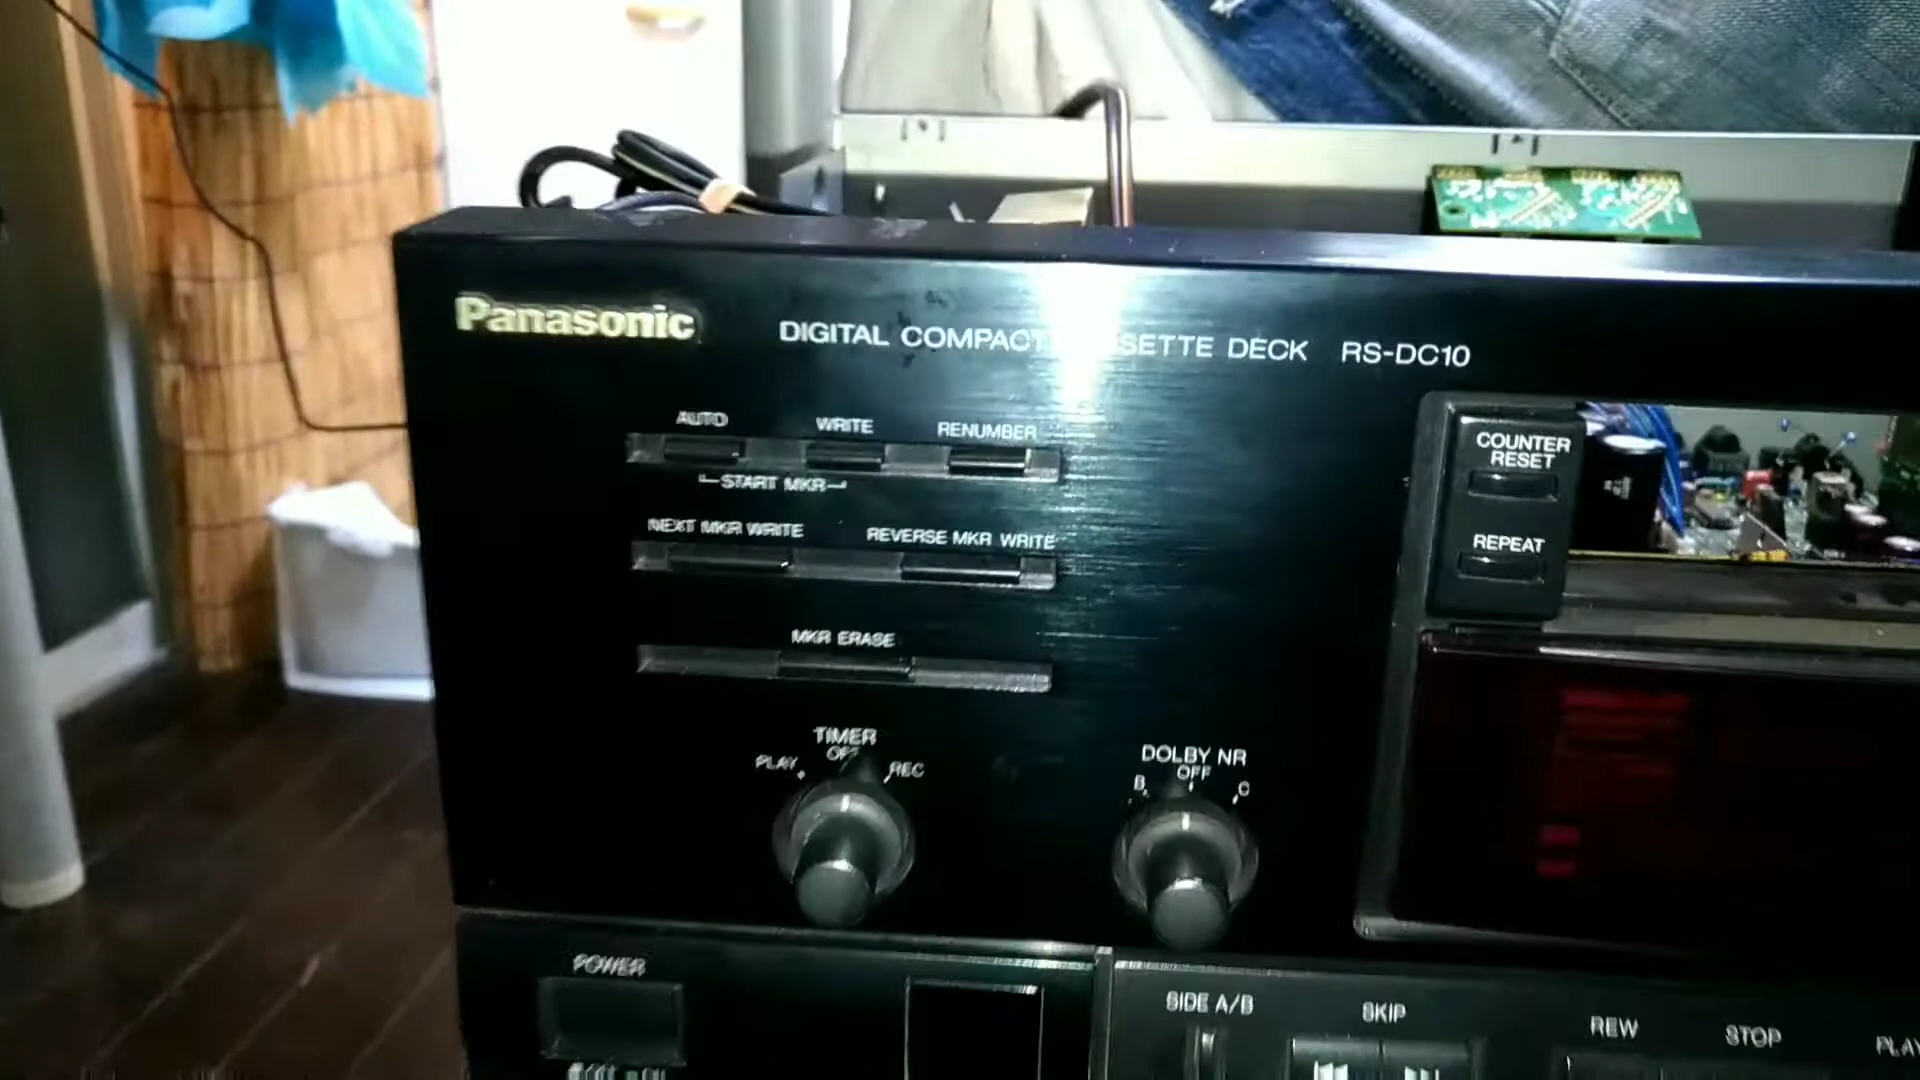 Panasonic
DIGITAL COMPACT SETTE DECK RS-DC10
AUTO WRITE RENUMBER
START MKR
NEXT MKR WRITE REVERSE MKR WRITE
MKR ERASE
COUNTER
RESET
REPEAT
TIMER
OFF
PLAY REC
DOLBY NR
OFF
B C
POWER
SIDE A/B SKIP REW STOP PLAY